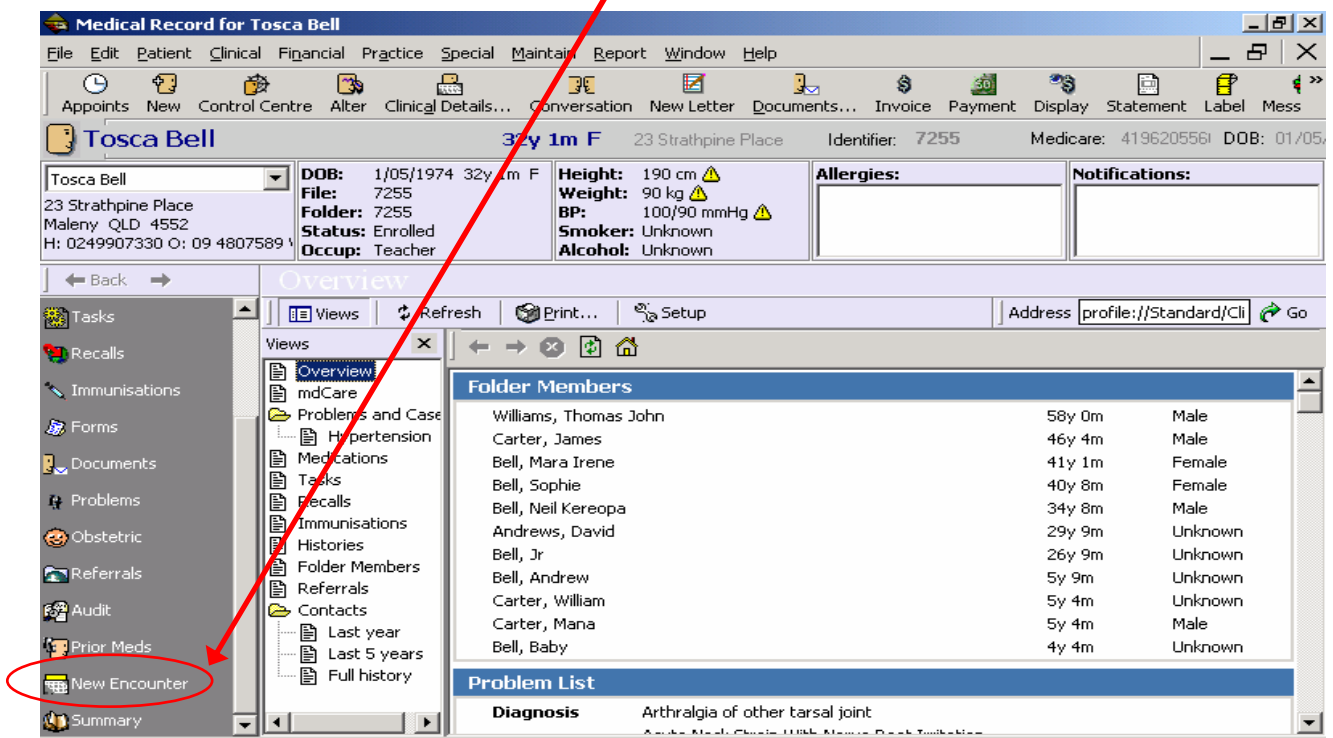 Medical Record for Tosca Bell
File Edit Patient Clinical Financial Practice Special Maintain Report Window Help
Appoints New Control Centre Alter Clinical Details... Conversation New Letter Documents... Invoice Payment Display Statement Label Mess
Tosca Bell 32y 1m F 23 Strathpine Place Identifier: 7255 Medicare: 419620556 DOB: 01/05/
Tosca Bell
23 Strathpine Place
Maleny QLD 4552
H: 0249907330 O: 09 4807589
DOB: 1/05/1974 32y 1m F
File: 7255
Folder: 7255
Status: Enrolled
Occup: Teacher
Height: 190 cm
Weight: 90 kg
BP: 100/90 mmHg
Smoker: Unknown
Alcohol: Unknown
Allergies:
Notifications:
Back
Overview
Tasks
Recalls
Immunisations
Forms
Documents
Problems
Obstetric
Referrals
Audit
Prior Meds
New Encounter
Summary
Views Refresh Print... Setup Address profile://Standard/Cli Go
Views
Overview
mdCare
Problems and Case
Hypertension
Medications
Tasks
Recalls
Immunisations
Histories
Folder Members
Referrals
Contacts
Last year
Last 5 years
Full history
Folder Members
Williams, Thomas John 58y 0m Male
Carter, James 46y 4m Male
Bell, Mara Irene 41y 1m Female
Bell, Sophie 40y 8m Female
Bell, Neil Kereopa 34y 8m Male
Andrews, David 29y 9m Unknown
Bell, Jr 26y 9m Unknown
Bell, Andrew 5y 9m Unknown
Carter, William 5y 4m Unknown
Carter, Mana 5y 4m Male
Bell, Baby 4y 4m Unknown
Problem List
Diagnosis Arthralgia of other tarsal joint